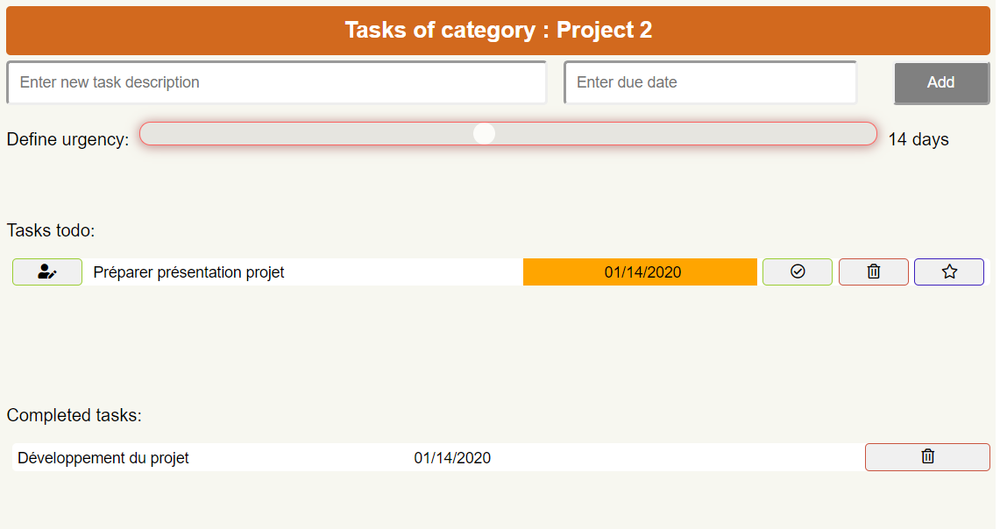 Tasks of category : Project 2
Enter new task description
Enter due date
Add
Define urgency:
14 days
Tasks todo:
Préparer présentation projet
01/14/2020
Completed tasks:
Développement du projet
01/14/2020